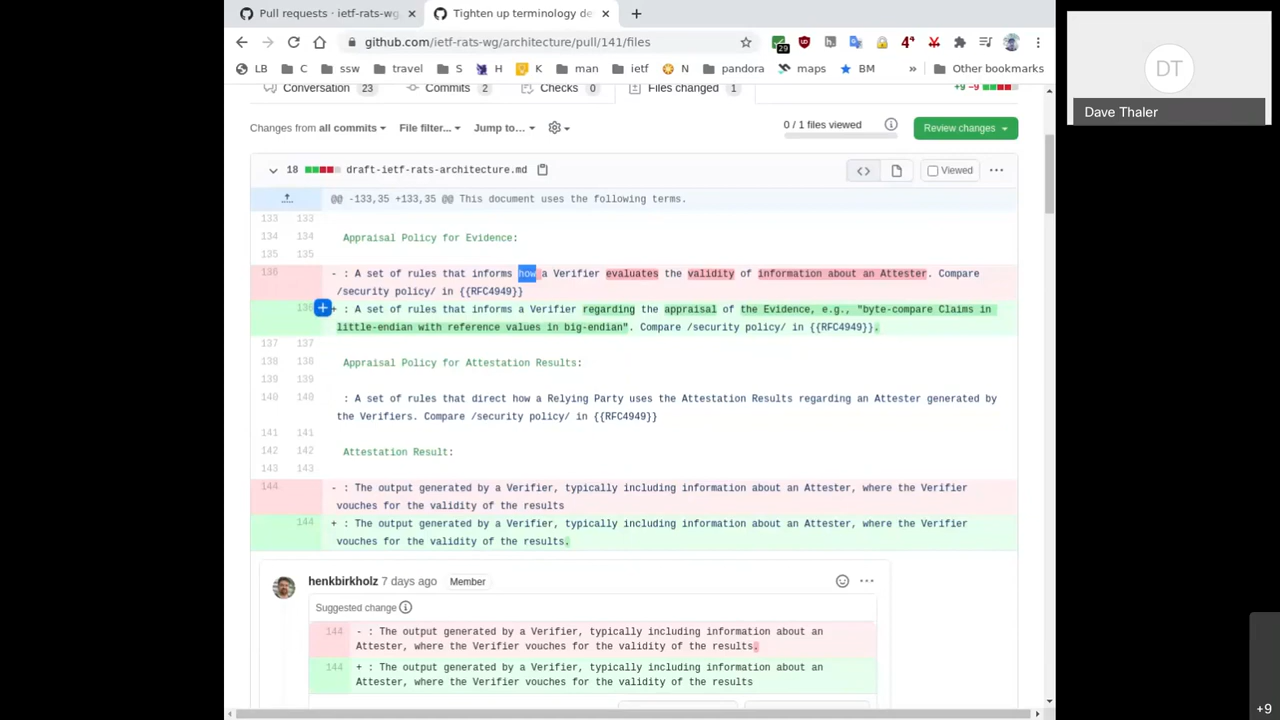 Pull requests · ietf-rats-wg
Tighten up terminology de
github.com/ietf-rats-wg/architecture/pull/141/files
29
LB C ssw travel S H K man ietf N pandora maps BM » Other bookmarks
Conversation 23 Commits 2 Checks 0 Files changed 1 +9 −9
Changes from all commits File filter... Jump to... 0 / 1 files viewed Review changes
18 draft-ietf-rats-architecture.md Viewed
@@ -133,35 +133,35 @@ This document uses the following terms.
133 133
134 134 Appraisal Policy for Evidence:
135 135
136 - : A set of rules that informs how a Verifier evaluates the validity of information about an Attester. Compare
/security policy/ in {{RFC4949}}
136 + : A set of rules that informs a Verifier regarding the appraisal of the Evidence, e.g., "byte-compare Claims in
little-endian with reference values in big-endian". Compare /security policy/ in {{RFC4949}}.
137 137
138 138 Appraisal Policy for Attestation Results:
139 139
140 140 : A set of rules that direct how a Relying Party uses the Attestation Results regarding an Attester generated by
the Verifiers. Compare /security policy/ in {{RFC4949}}
141 141
142 142 Attestation Result:
143 143
144 - : The output generated by a Verifier, typically including information about an Attester, where the Verifier
vouches for the validity of the results
144 + : The output generated by a Verifier, typically including information about an Attester, where the Verifier
vouches for the validity of the results.
henkbirkholz 7 days ago Member
Suggested change
144 - : The output generated by a Verifier, typically including information about an
Attester, where the Verifier vouches for the validity of the results.
144 + : The output generated by a Verifier, typically including information about an
Attester, where the Verifier vouches for the validity of the results
DT
Dave Thaler
+9